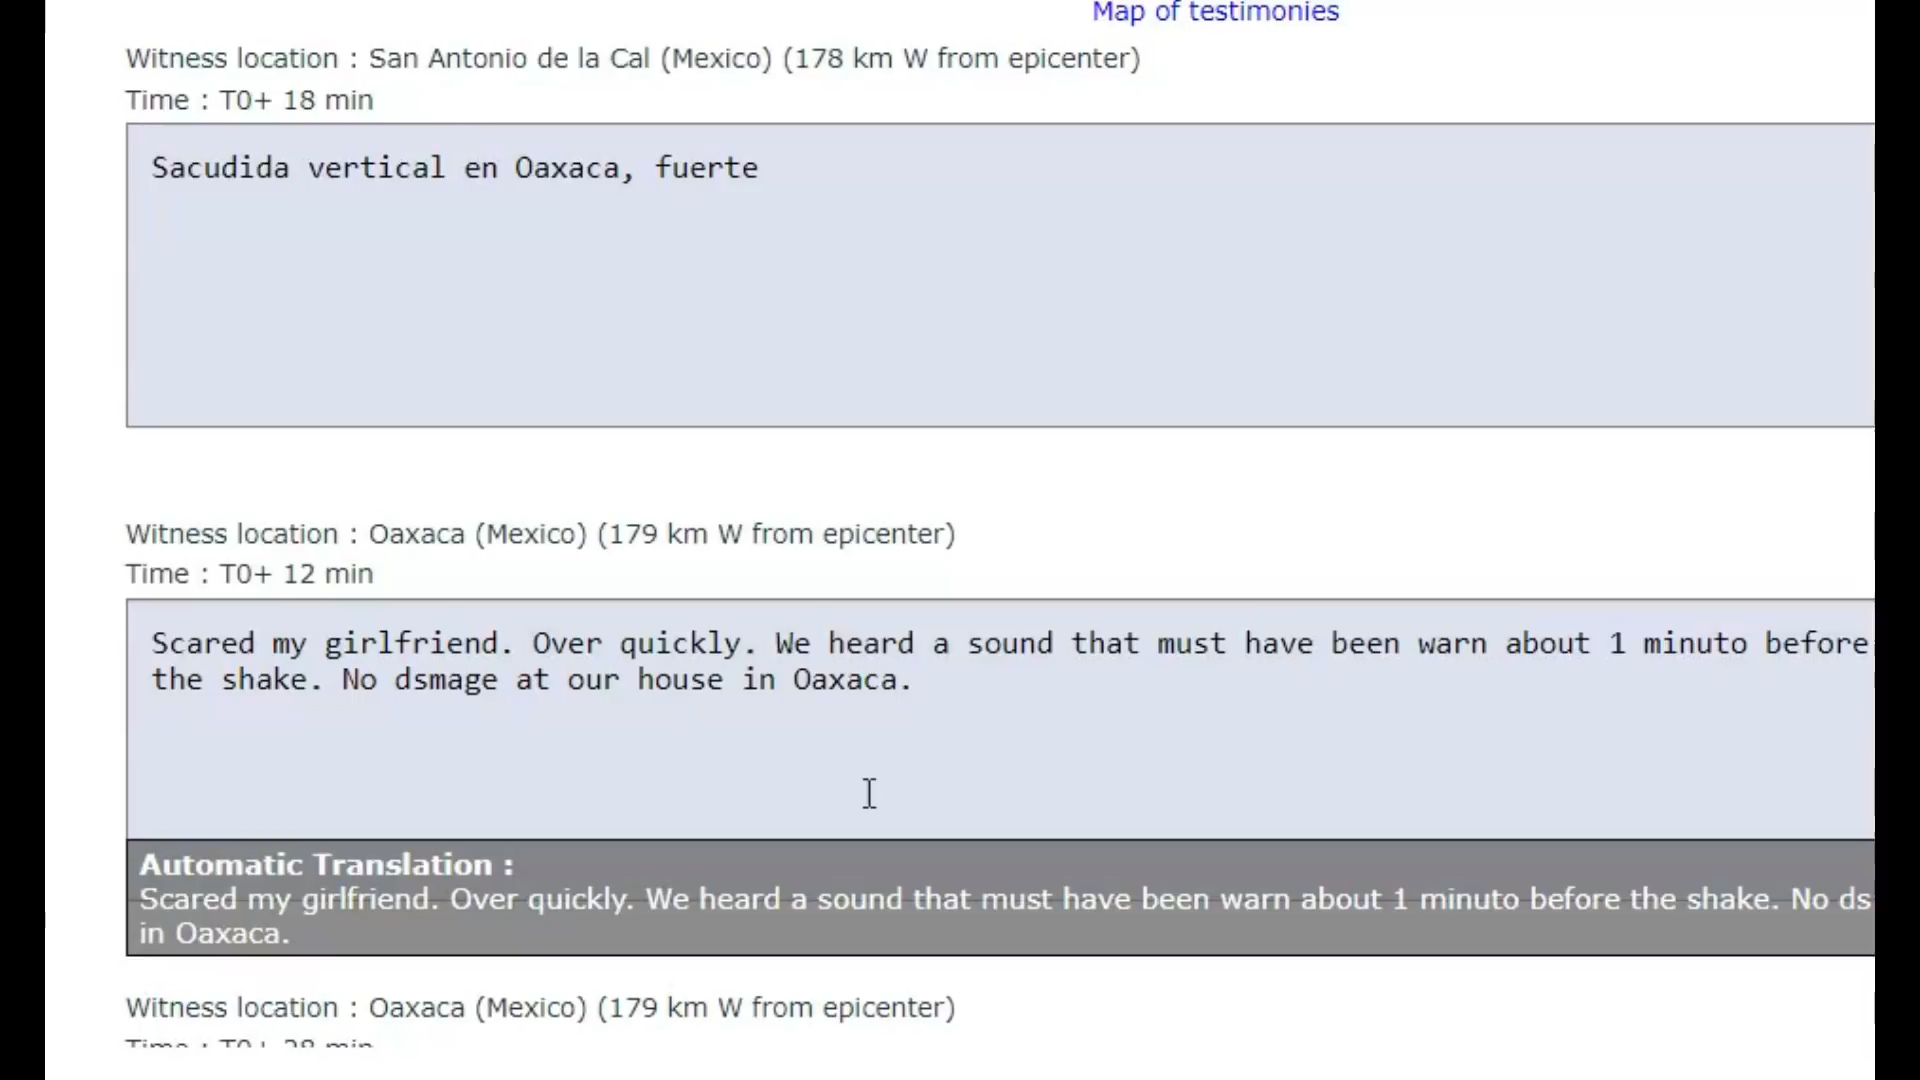 Map of testimonies
Witness location : San Antonio de la Cal (Mexico) (178 km W from epicenter)
Time : T0+ 18 min
Sacudida vertical en Oaxaca, fuerte
Witness location : Oaxaca (Mexico) (179 km W from epicenter)
Time : T0+ 12 min
Scared my girlfriend. Over quickly. We heard a sound that must have been warn about 1 minuto before
the shake. No dsmage at our house in Oaxaca.
Automatic Translation :
Scared my girlfriend. Over quickly. We heard a sound that must have been warn about 1 minuto before the shake. No ds
in Oaxaca.
Witness location : Oaxaca (Mexico) (179 km W from epicenter)
Time : T0+ 28 min